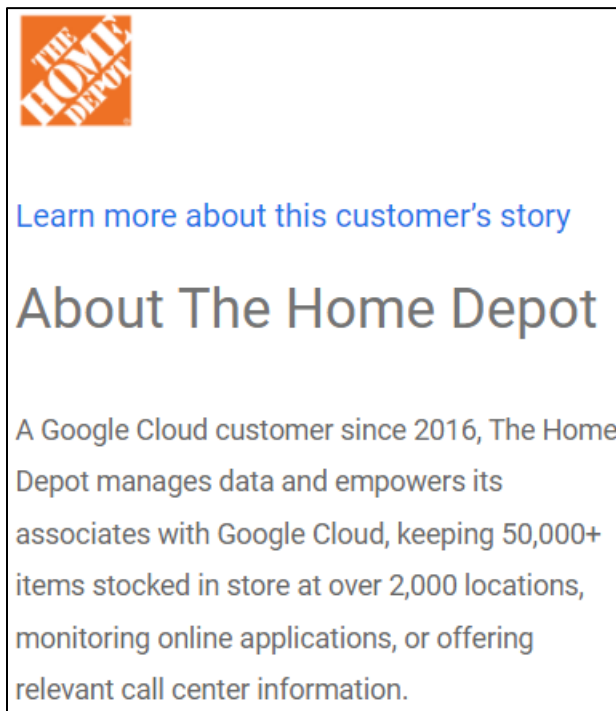 THE
HOME
DEPOT
Learn more about this customer's story
About The Home Depot
A Google Cloud customer since 2016, The Home
Depot manages data and empowers its
associates with Google Cloud, keeping 50,000+
items stocked in store at over 2,000 locations,
monitoring online applications, or offering
relevant call center information.